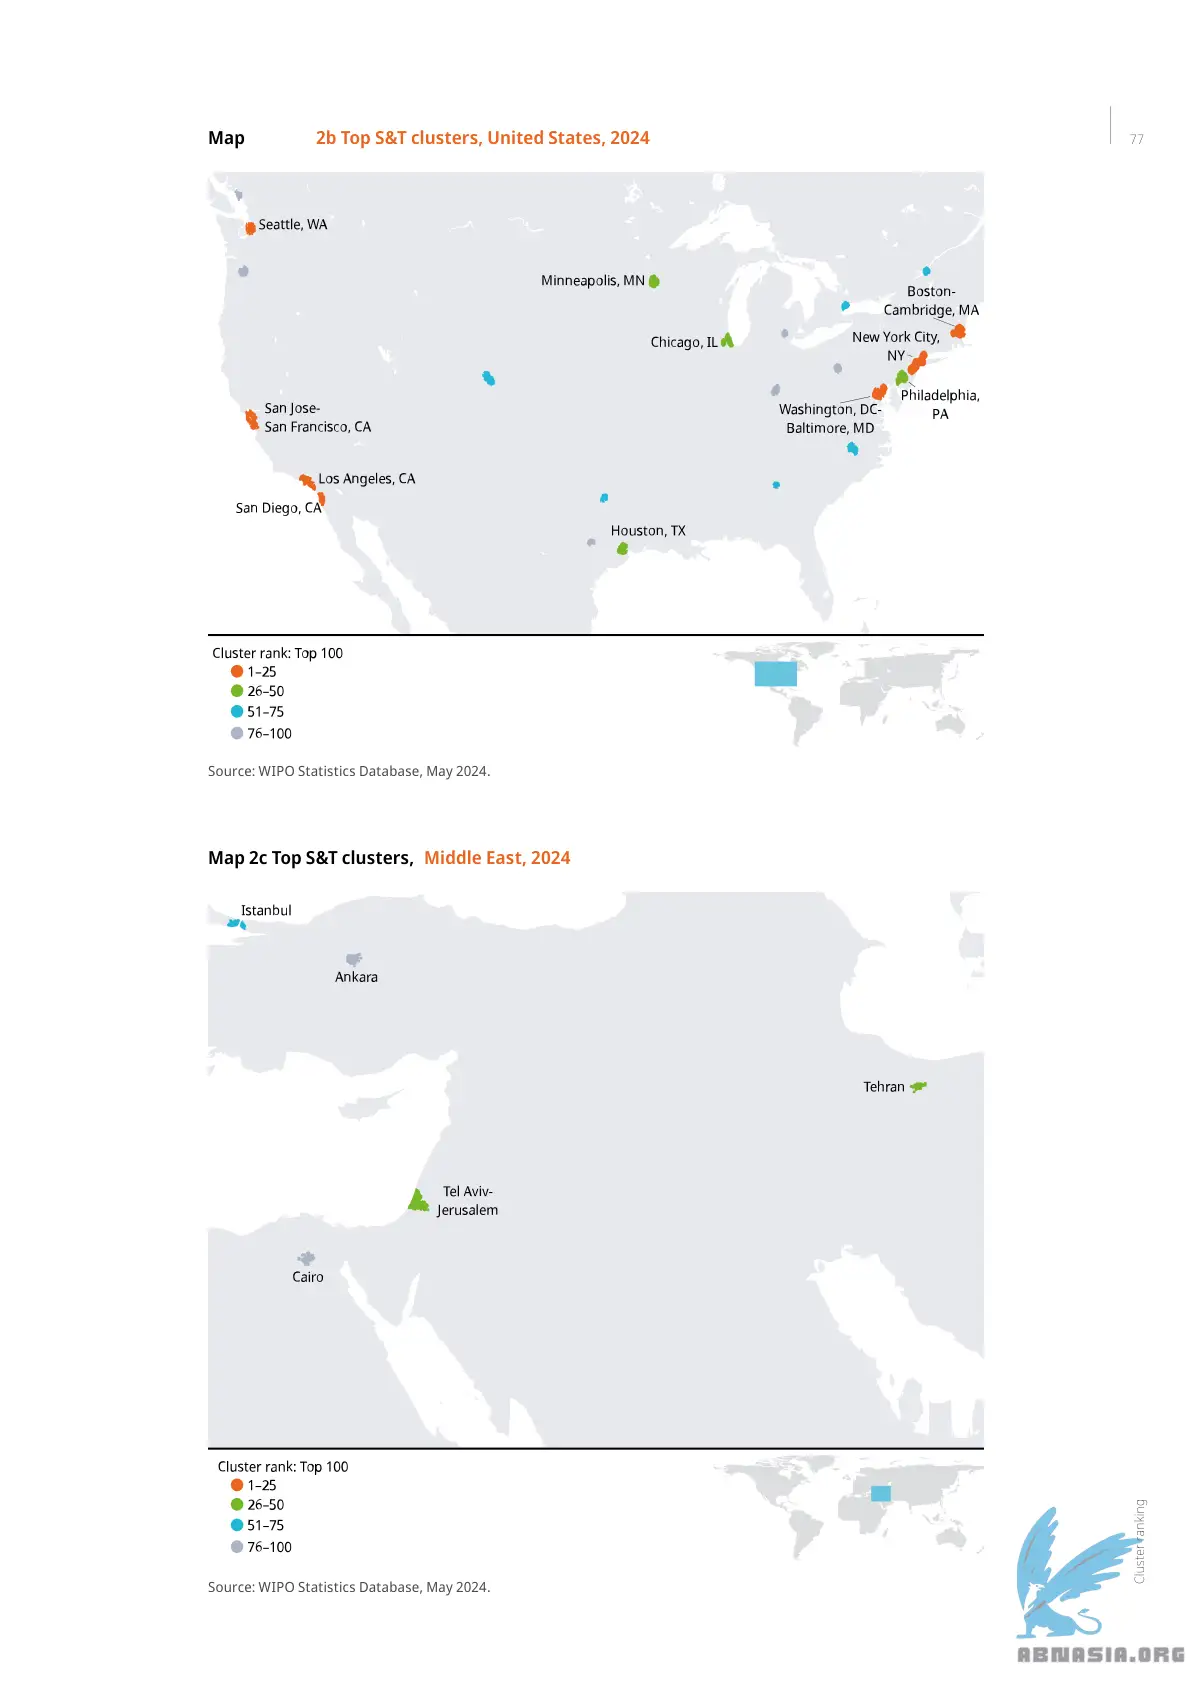 Map 2b Top S&T clusters, United States, 2024
77
Seattle, WA
Minneapolis, MN
Boston-
Cambridge, MA
Chicago, IL
New York City,
NY
Philadelphia,
PA
Washington, DC-
Baltimore, MD
San Jose-
San Francisco, CA
Los Angeles, CA
San Diego, CA
Houston, TX
Cluster rank: Top 100
1–25
26–50
51–75
76–100
Source: WIPO Statistics Database, May 2024.
Map 2c Top S&T clusters, Middle East, 2024
Istanbul
Ankara
Tehran
Tel Aviv-
Jerusalem
Cairo
Cluster rank: Top 100
1–25
26–50
51–75
76–100
Source: WIPO Statistics Database, May 2024.
Cluster ranking
ABNASIA.ORG